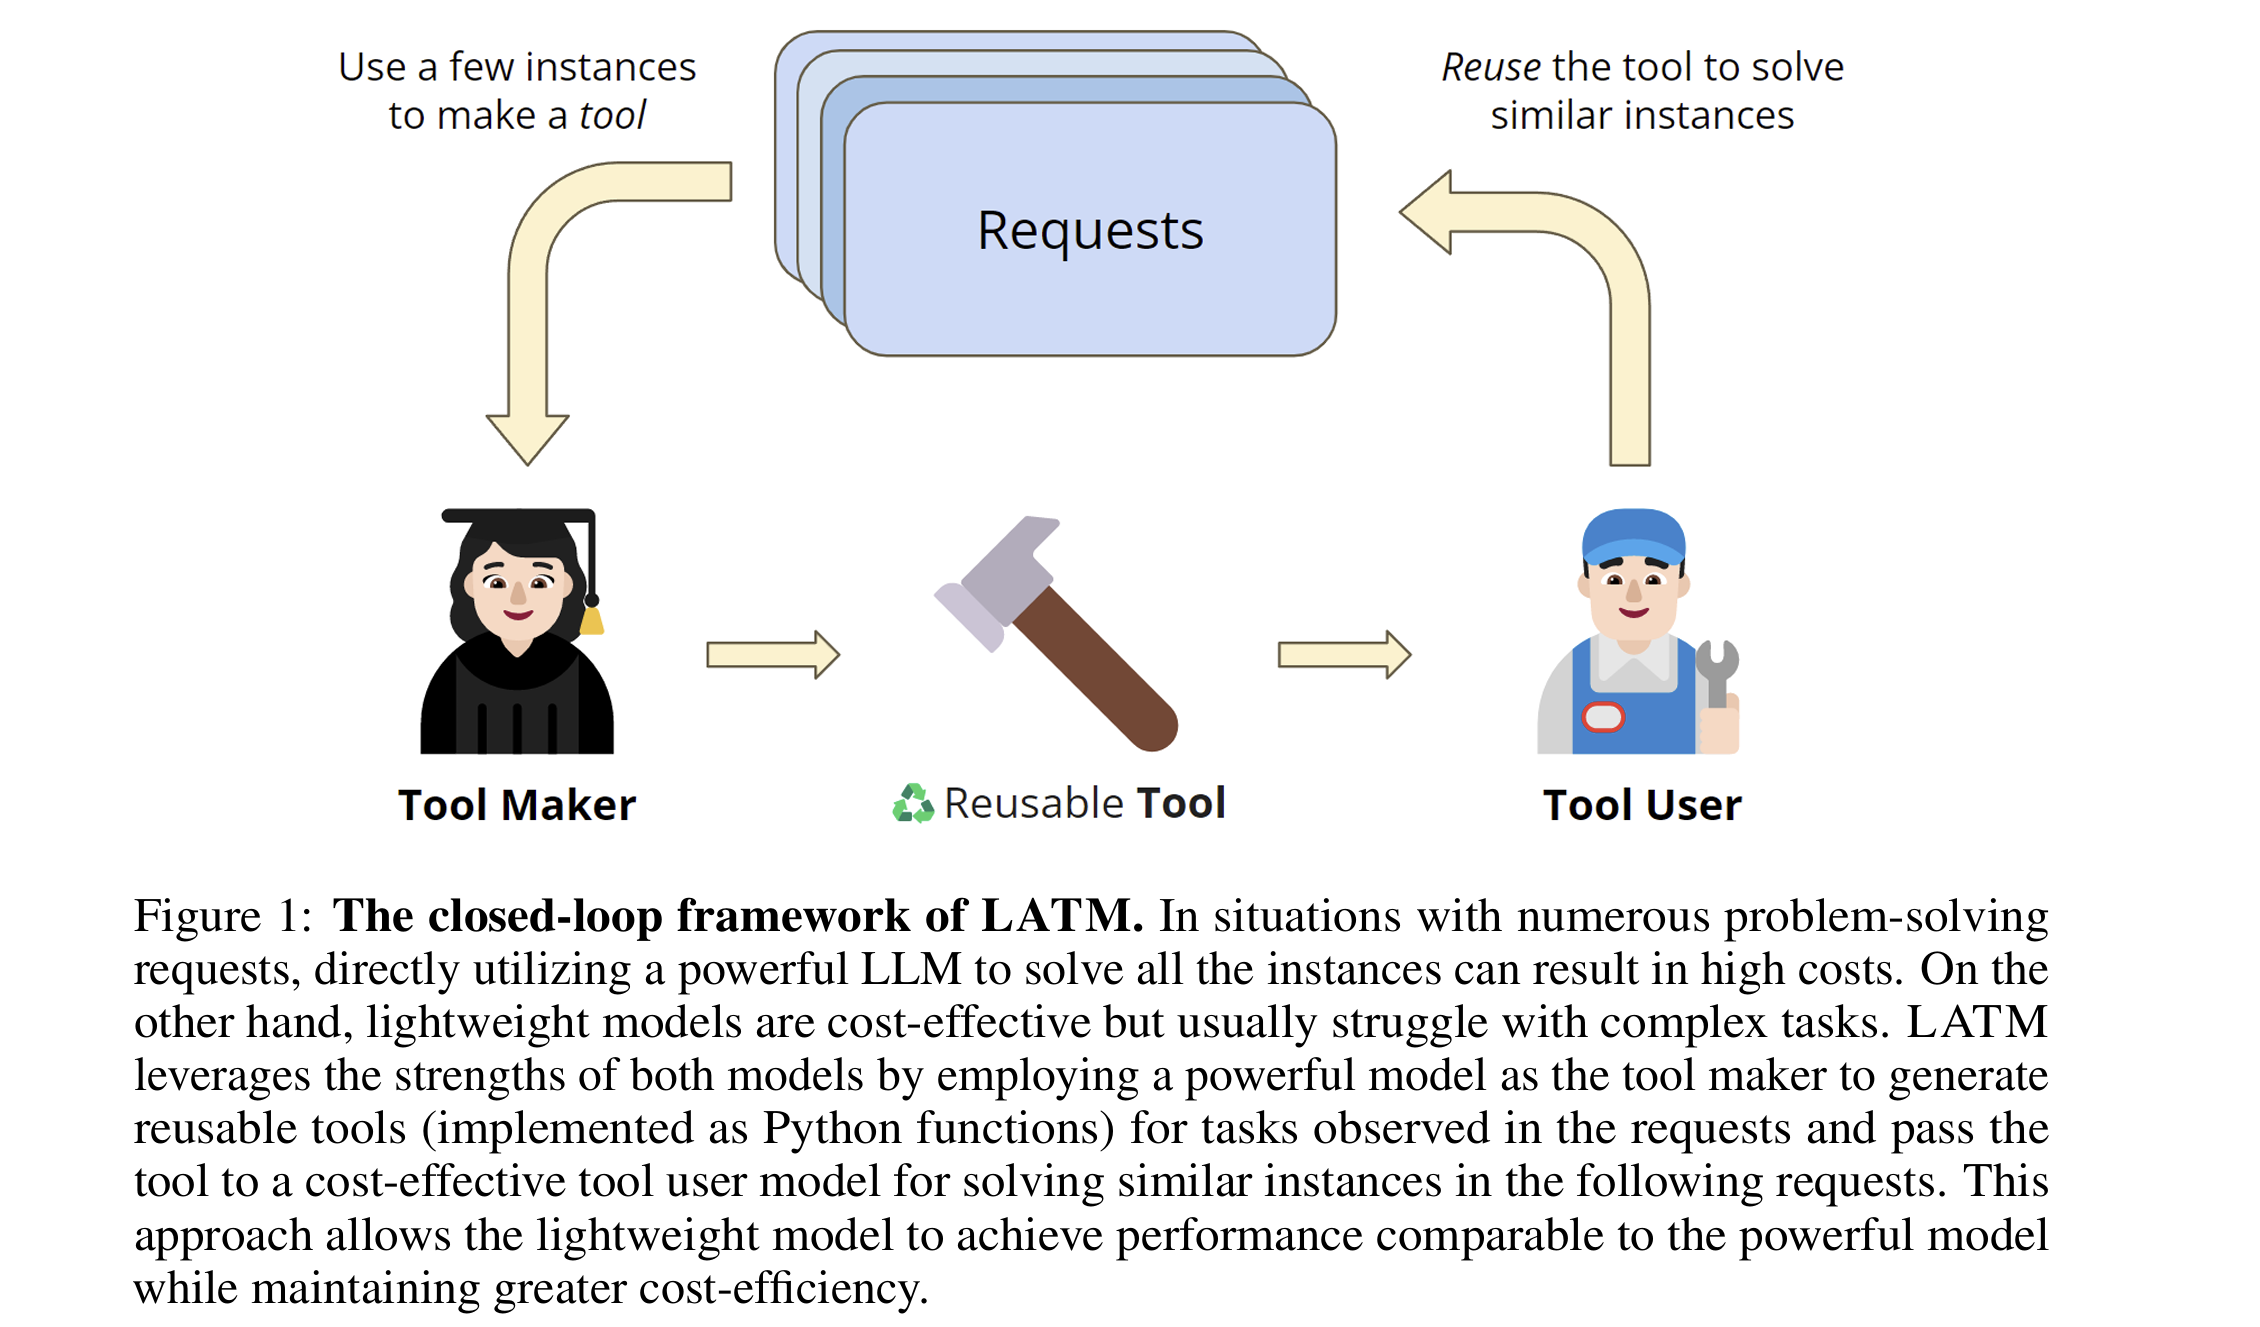 Use a few instances
to make a tool
Reuse the tool to solve
similar instances
Requests
Tool Maker
Reusable Tool
Tool User
Figure 1: The closed-loop framework of LATM. In situations with numerous problem-solving
requests, directly utilizing a powerful LLM to solve all the instances can result in high costs. On the
other hand, lightweight models are cost-effective but usually struggle with complex tasks. LATM
leverages the strengths of both models by employing a powerful model as the tool maker to generate
reusable tools (implemented as Python functions) for tasks observed in the requests and pass the
tool to a cost-effective tool user model for solving similar instances in the following requests. This
approach allows the lightweight model to achieve performance comparable to the powerful model
while maintaining greater cost-efficiency.